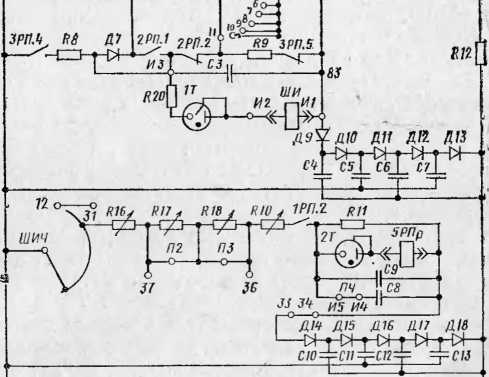 6
7
8
9
10
11
3РП.4
R8
Д7
2РП.1
2РП.2
R9
3РП.5
R12
И3
С3
83
R20
1Т
ШИ
И2
И1
Д9
Д10
Д11
Д12
Д13
С4
С5
С6
С7
12
31
R16
R17
R18
R10
1РП.2
R11
ШИЧ
П2
П3
37
36
2Т
5РПр
С9
П4
С8
И5
И4
33
34
Д14
Д15
Д16
Д17
Д18
С10
С11
С12
С13